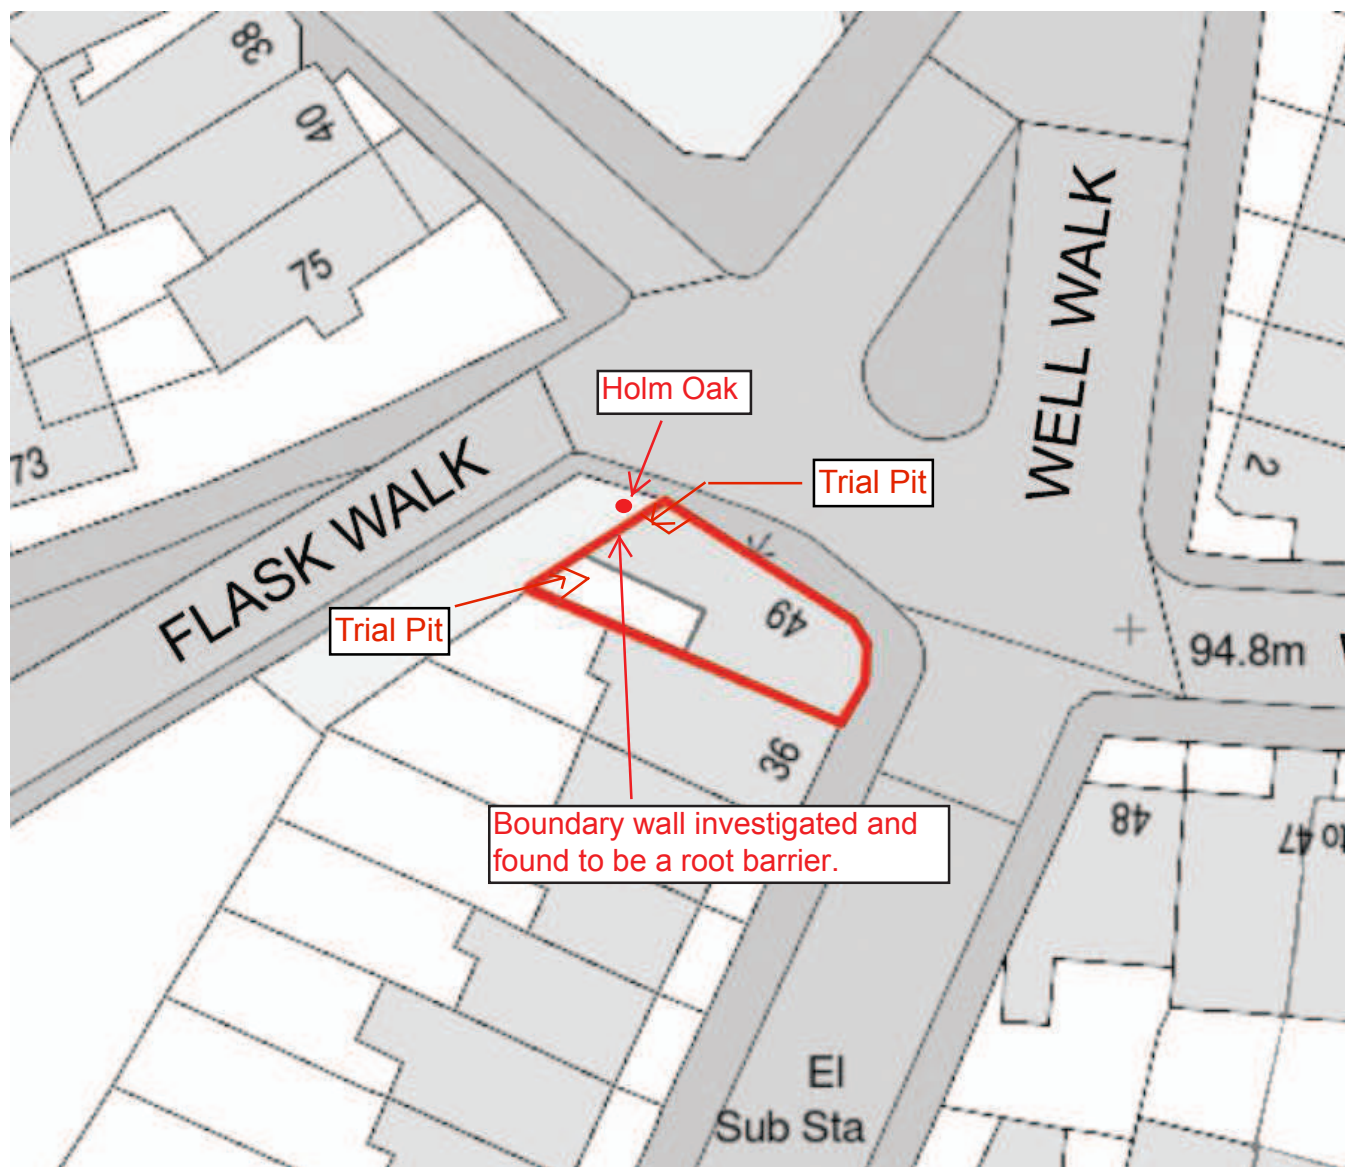 38
40
75
73
Holm Oak
Trial Pit
WELL WALK
2
FLASK WALK
Trial Pit
49
94.8m
36
Boundary wall investigated and
found to be a root barrier.
48
to 47
El
Sub Sta